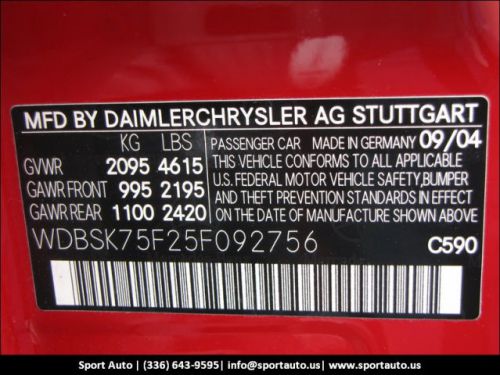 MFD BY DAIMLERCHRYSLER AG STUTTGART
KG LBS
GVWR 2095 4615
GAWR FRONT 995 2195
GAWR REAR 1100 2420
PASSENGER CAR MADE IN GERMANY 09/04
THIS VEHICLE CONFORMS TO ALL APPLICABLE
U.S. FEDERAL MOTOR VEHICLE SAFETY, BUMPER
AND THEFT PREVENTION STANDARDS IN EFFECT
ON THE DATE OF MANUFACTURE SHOWN ABOVE.
WDBSK75F25F092756
C590
Sport Auto | (336) 643-9595| info@sportauto.us| | www.sportauto.us